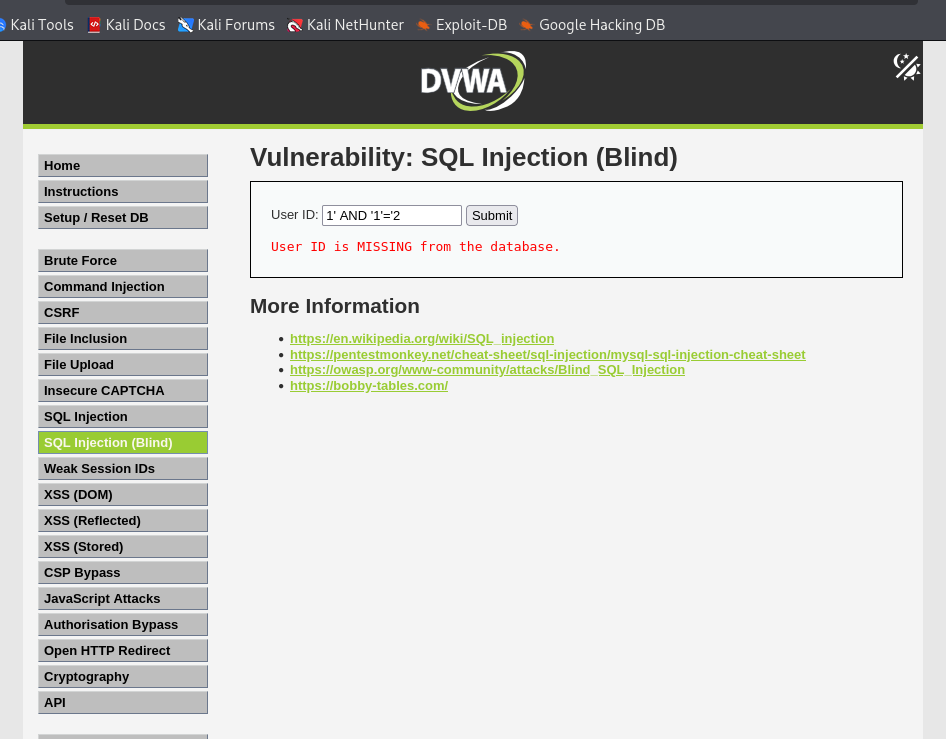 Kali Tools Kali Docs Kali Forums Kali NetHunter Exploit-DB Google Hacking DB
DVWA
Vulnerability: SQL Injection (Blind)
Home
Instructions
Setup / Reset DB
Brute Force
Command Injection
CSRF
File Inclusion
File Upload
Insecure CAPTCHA
SQL Injection
SQL Injection (Blind)
Weak Session IDs
XSS (DOM)
XSS (Reflected)
XSS (Stored)
CSP Bypass
JavaScript Attacks
Authorisation Bypass
Open HTTP Redirect
Cryptography
API
User ID: 1' AND '1'='2 Submit
User ID is MISSING from the database.
More Information
https://en.wikipedia.org/wiki/SQL_injection
https://pentestmonkey.net/cheat-sheet/sql-injection/mysql-sql-injection-cheat-sheet
https://owasp.org/www-community/attacks/Blind_SQL_Injection
https://bobby-tables.com/